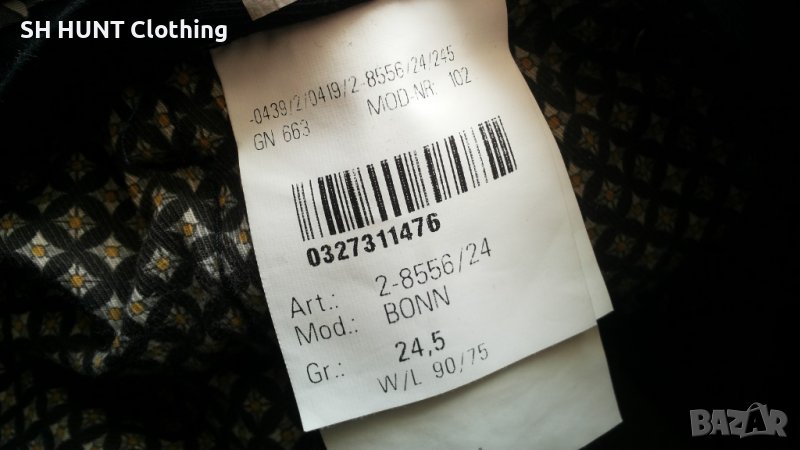 SH HUNT Clothing
-0439/2/0419/2-8556/24/245
GN 663 MOD-NR. 102
0327311476
Art.: 2-8556/24
Mod.: BONN
Gr.: 24,5
W/L 90/75
BAZAR